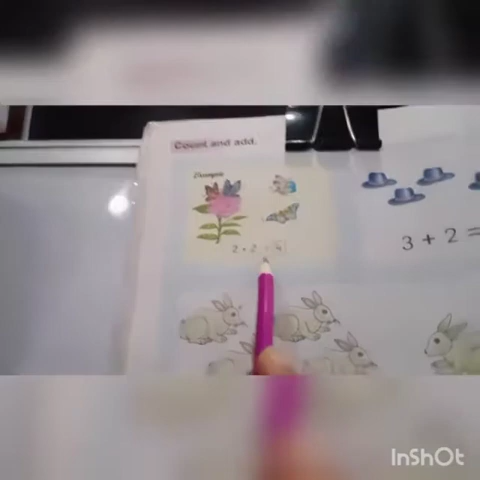 Count and add.
Example
2 + 2 = 4
3 + 2 =
InShOt